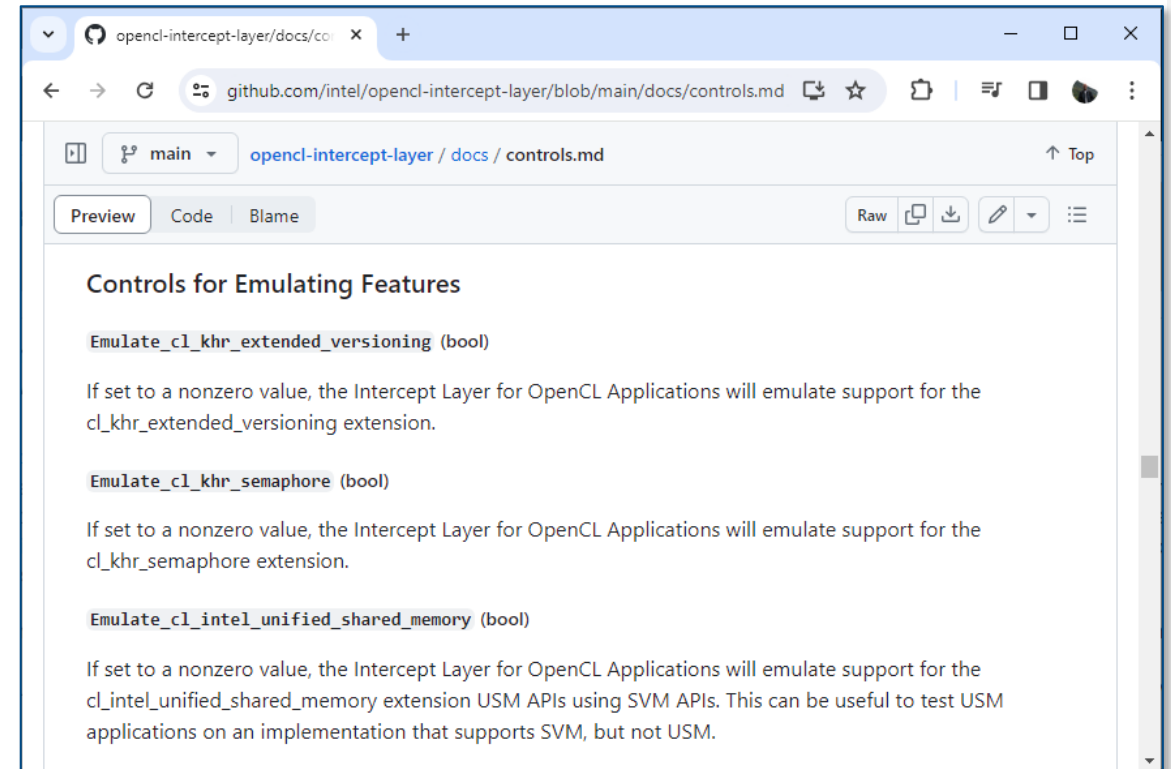 opencl-intercept-layer/docs/co
github.com/intel/opencl-intercept-layer/blob/main/docs/controls.md
main
opencl-intercept-layer / docs / controls.md
Top
Preview
Code
Blame
Raw
Controls for Emulating Features
Emulate_cl_khr_extended_versioning (bool)
If set to a nonzero value, the Intercept Layer for OpenCL Applications will emulate support for the
cl_khr_extended_versioning extension.
Emulate_cl_khr_semaphore (bool)
If set to a nonzero value, the Intercept Layer for OpenCL Applications will emulate support for the
cl_khr_semaphore extension.
Emulate_cl_intel_unified_shared_memory (bool)
If set to a nonzero value, the Intercept Layer for OpenCL Applications will emulate support for the
cl_intel_unified_shared_memory extension USM APIs using SVM APIs. This can be useful to test USM
applications on an implementation that supports SVM, but not USM.